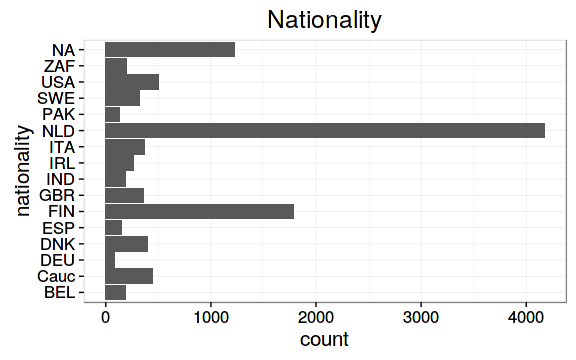 Nationality
nationality
NA
ZAF
USA
SWE
PAK
NLD
ITA
IRL
IND
GBR
FIN
ESP
DNK
DEU
Cauc
BEL
0 1000 2000 3000 4000
count